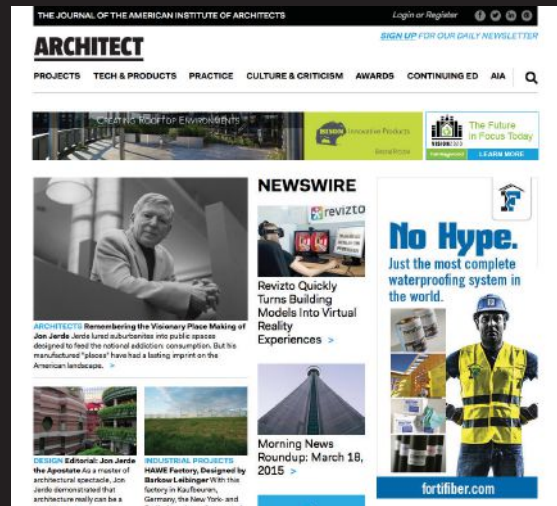 THE JOURNAL OF THE AMERICAN INSTITUTE OF ARCHITECTS
Login or Register
ARCHITECT
SIGN UP FOR OUR DAILY NEWSLETTER
PROJECTS TECH & PRODUCTS PRACTICE CULTURE & CRITICISM AWARDS CONTINUING ED AIA
CREATING ROOFTOP ENVIRONMENTS
BISON Innovative Products
The Future
in Focus Today
VISION2020
LEARN MORE
ARCHITECTS Remembering the Visionary Place Making of
Jon Jerde Jerde lured suburbanites into public spaces
designed to feed the national addiction: consumption. But his
manufactured "places" have had a lasting imprint on the
American landscape. >
DESIGN Editorial: Jon Jerde
the Apostate As a master of
architectural spectacle, Jon
Jerde demonstrated that
architecture really can be a
INDUSTRIAL PROJECTS
HAWE Factory, Designed by
Barkow Leibinger With this
factory in Kaufbeuren,
Germany, the New York- and
NEWSWIRE
revizto
Revizto Quickly
Turns Building
Models Into Virtual
Reality
Experiences >
Morning News
Roundup: March 18,
2015 >
No Hype.
Just the most complete
waterproofing system in
the world.
fortifiber.com